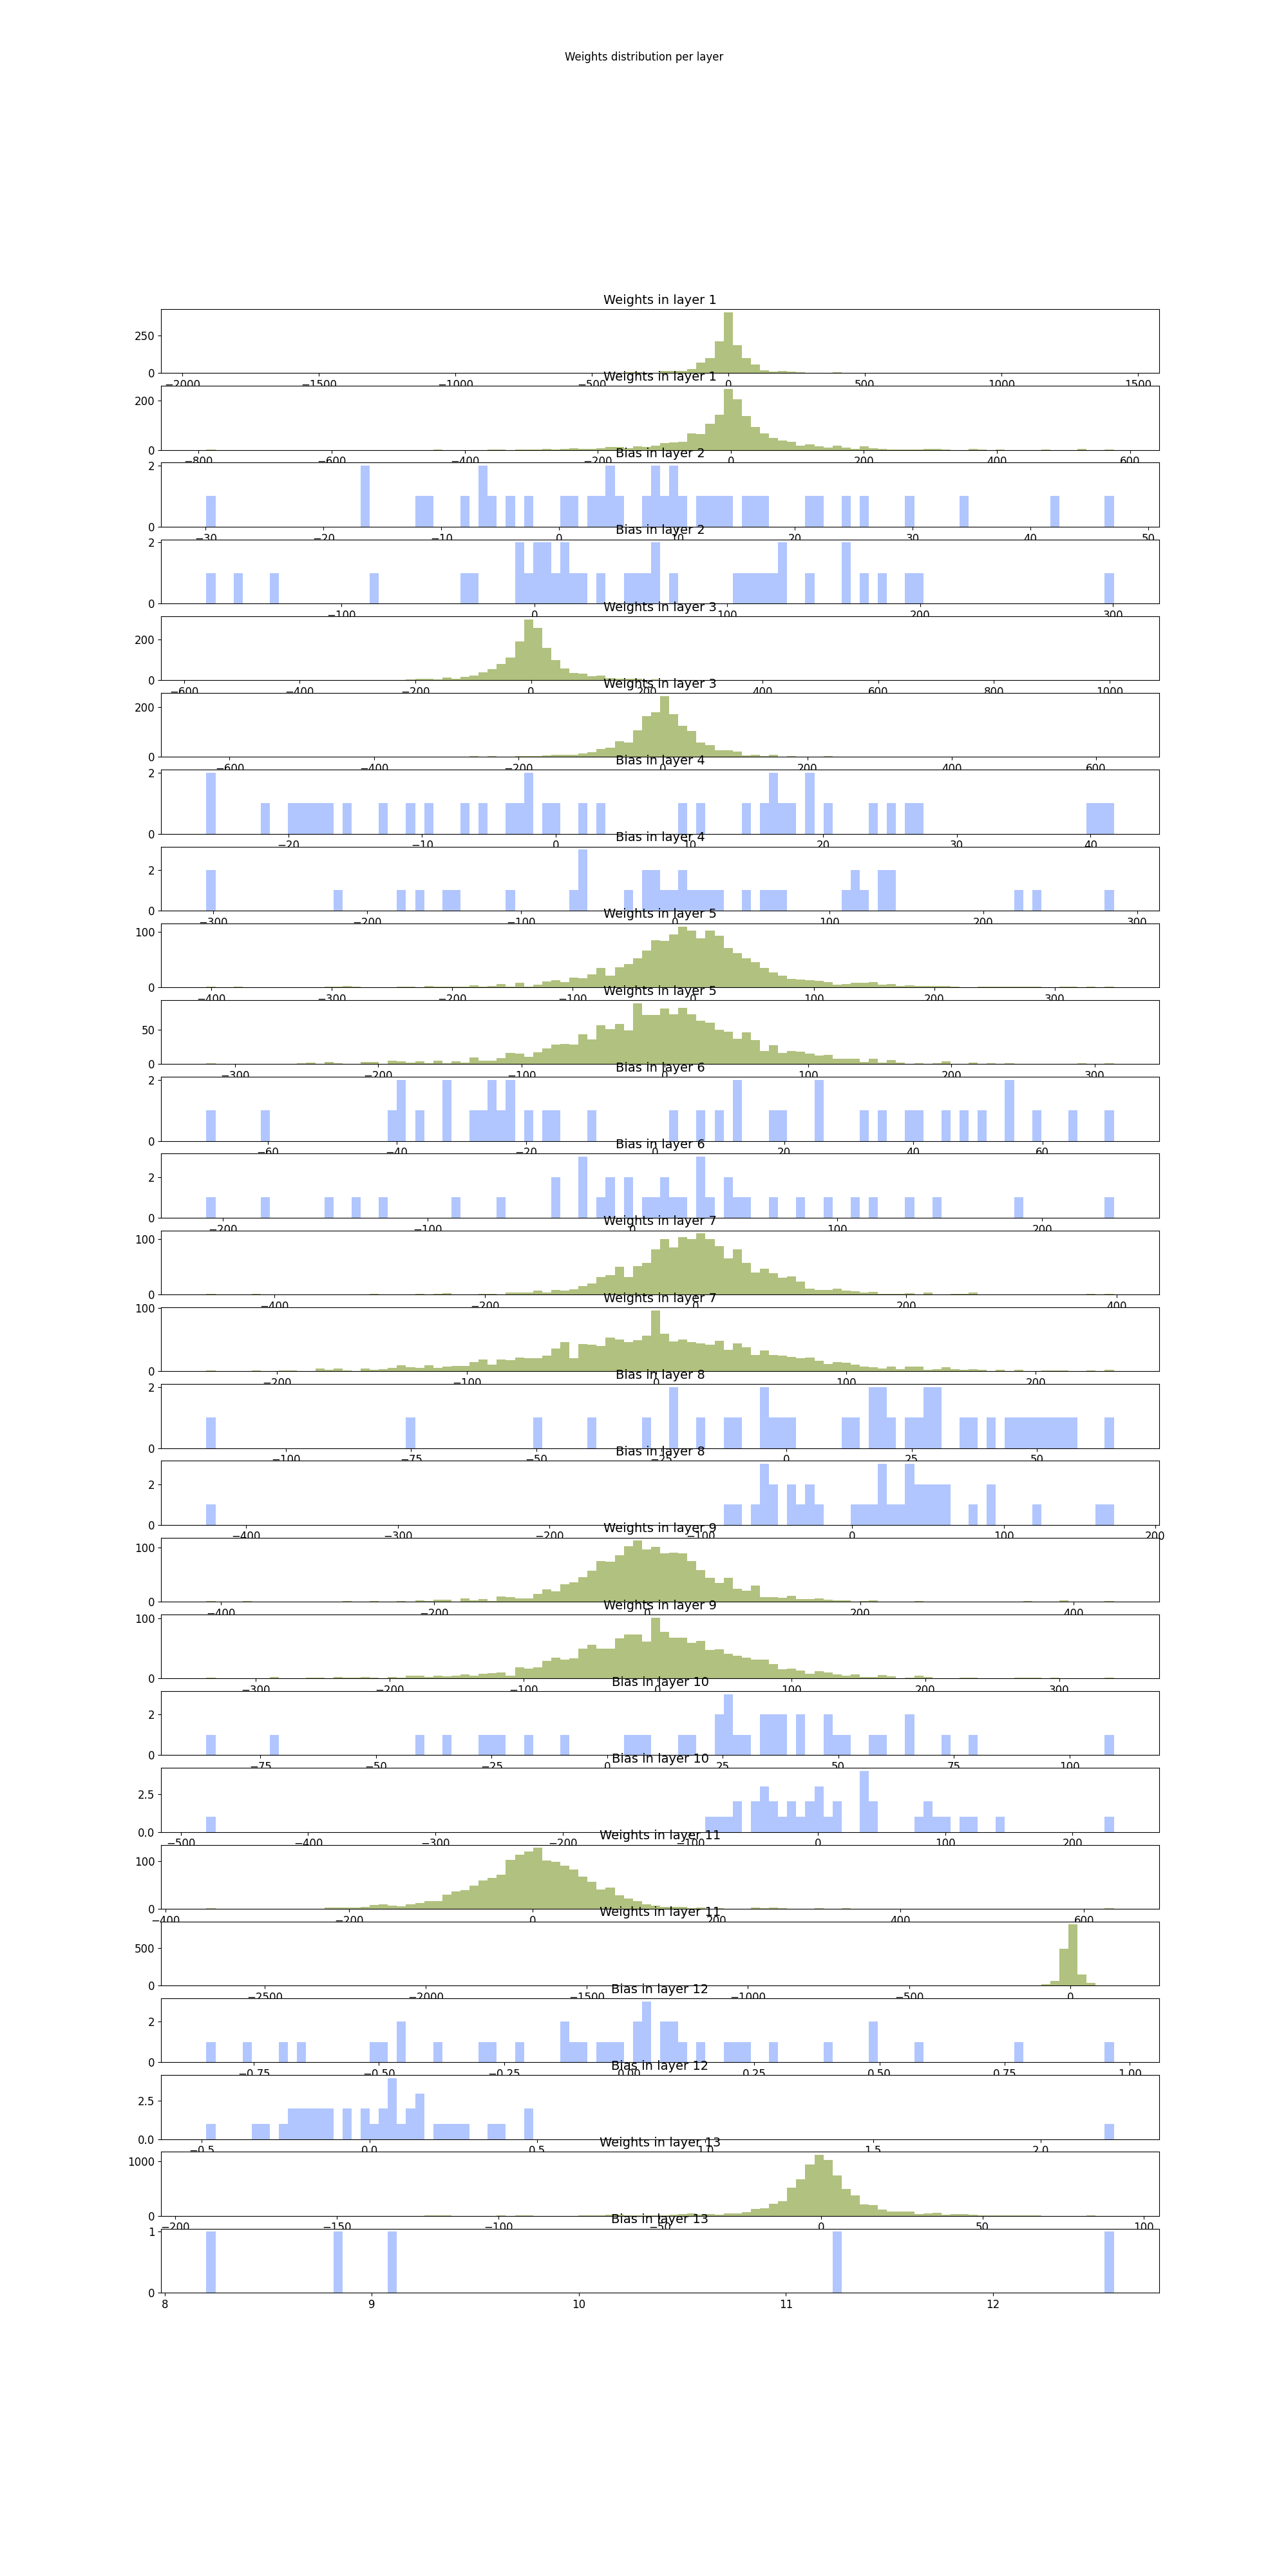 Weights distribution per layer
Weights in layer 1
250
0
−2000 −1500 −1000 −500 0 500 1000 1500
Weights in layer 1
200
0
−800 −600 −400 −200 0 200 400 600
Bias in layer 2
2
0
−30 −20 −10 0 10 20 30 40 50
Bias in layer 2
2
0
−100 0 100 200 300
Weights in layer 3
200
0
−600 −400 −200 0 200 400 600 800 1000
Weights in layer 3
200
0
−600 −400 −200 0 200 400 600
Bias in layer 4
2
0
−20 −10 0 10 20 30 40
Bias in layer 4
2
0
−300 −200 −100 0 100 200 300
Weights in layer 5
100
0
−400 −300 −200 −100 0 100 200 300
Weights in layer 5
50
0
−300 −200 −100 0 100 200 300
Bias in layer 6
2
0
−60 −40 −20 0 20 40 60
Bias in layer 6
2
0
−200 −100 0 100 200
Weights in layer 7
100
0
−400 −200 0 200 400
Weights in layer 7
100
0
−200 −100 0 100 200
Bias in layer 8
2
0
−100 −75 −50 −25 0 25 50
Bias in layer 8
2
0
−400 −300 −200 −100 0 100 200
Weights in layer 9
100
0
−400 −200 0 200 400
Weights in layer 9
100
0
−300 −200 −100 0 100 200 300
Bias in layer 10
2
0
−75 −50 −25 0 25 50 75 100
Bias in layer 10
2.5
0.0
−500 −400 −300 −200 −100 0 100 200
Weights in layer 11
100
0
−400 −200 0 200 400 600
Weights in layer 11
500
0
−2500 −2000 −1500 −1000 −500 0
Bias in layer 12
2
0
−0.75 −0.50 −0.25 0.00 0.25 0.50 0.75 1.00
Bias in layer 12
2.5
0.0
−0.5 0.0 0.5 1.0 1.5 2.0
Weights in layer 13
1000
0
−200 −150 −100 −50 0 50 100
Bias in layer 13
1
0
8 9 10 11 12